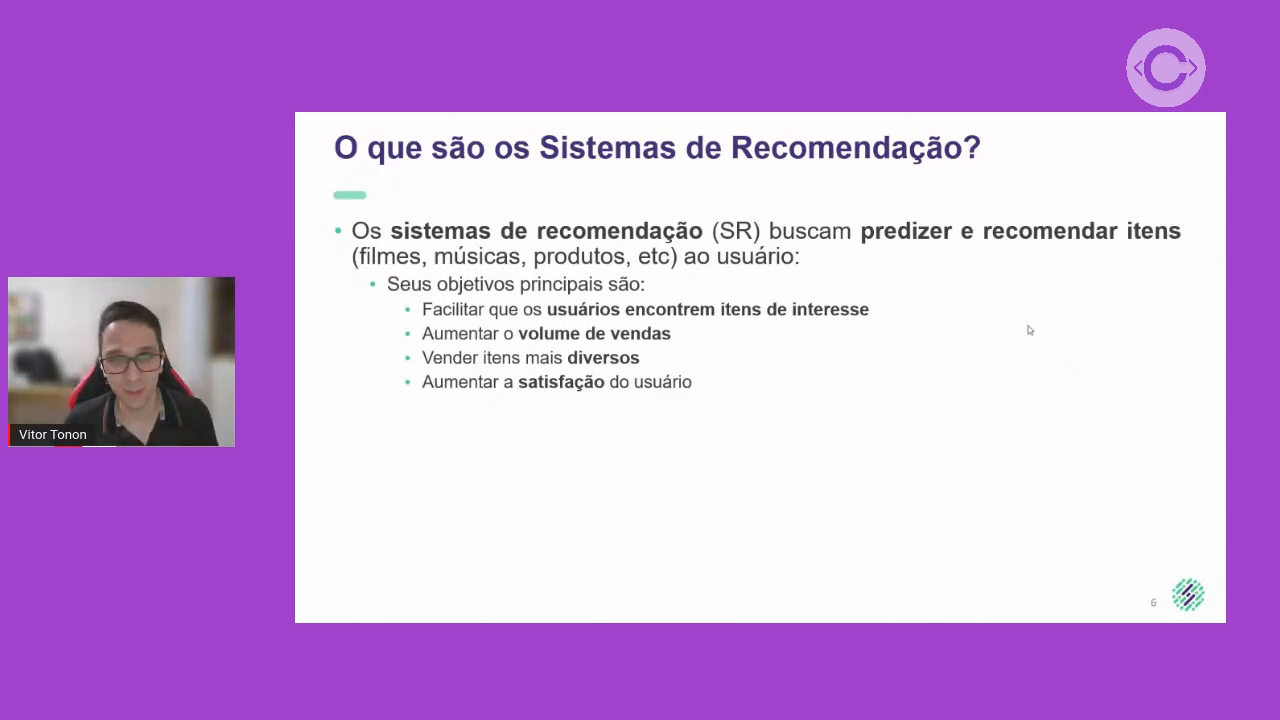 O que são os Sistemas de Recomendação?
• Os sistemas de recomendação (SR) buscam predizer e recomendar itens
(filmes, músicas, produtos, etc) ao usuário:
• Seus objetivos principais são:
• Facilitar que os usuários encontrem itens de interesse
• Aumentar o volume de vendas
• Vender itens mais diversos
• Aumentar a satisfação do usuário
Vitor Tonon
6